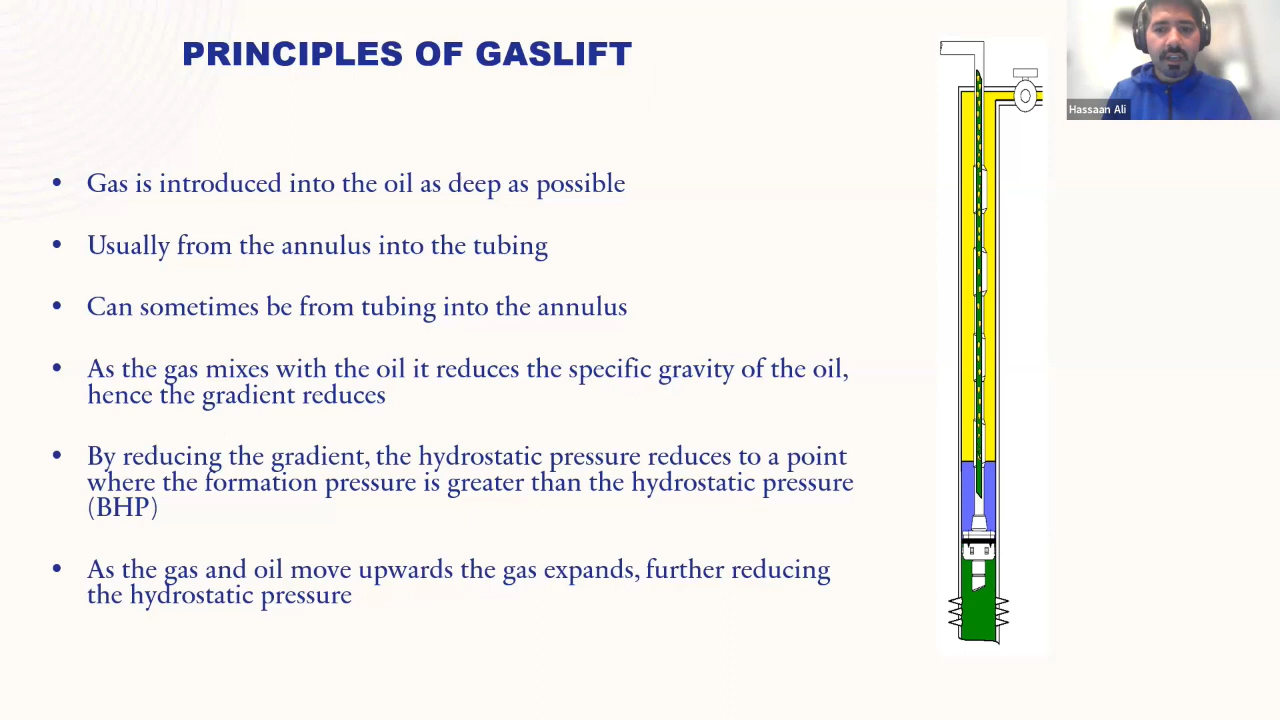 PRINCIPLES OF GASLIFT
Hassaan Ali
• Gas is introduced into the oil as deep as possible
• Usually from the annulus into the tubing
• Can sometimes be from tubing into the annulus
• As the gas mixes with the oil it reduces the specific gravity of the oil,
hence the gradient reduces
• By reducing the gradient, the hydrostatic pressure reduces to a point
where the formation pressure is greater than the hydrostatic pressure
(BHP)
• As the gas and oil move upwards the gas expands, further reducing
the hydrostatic pressure